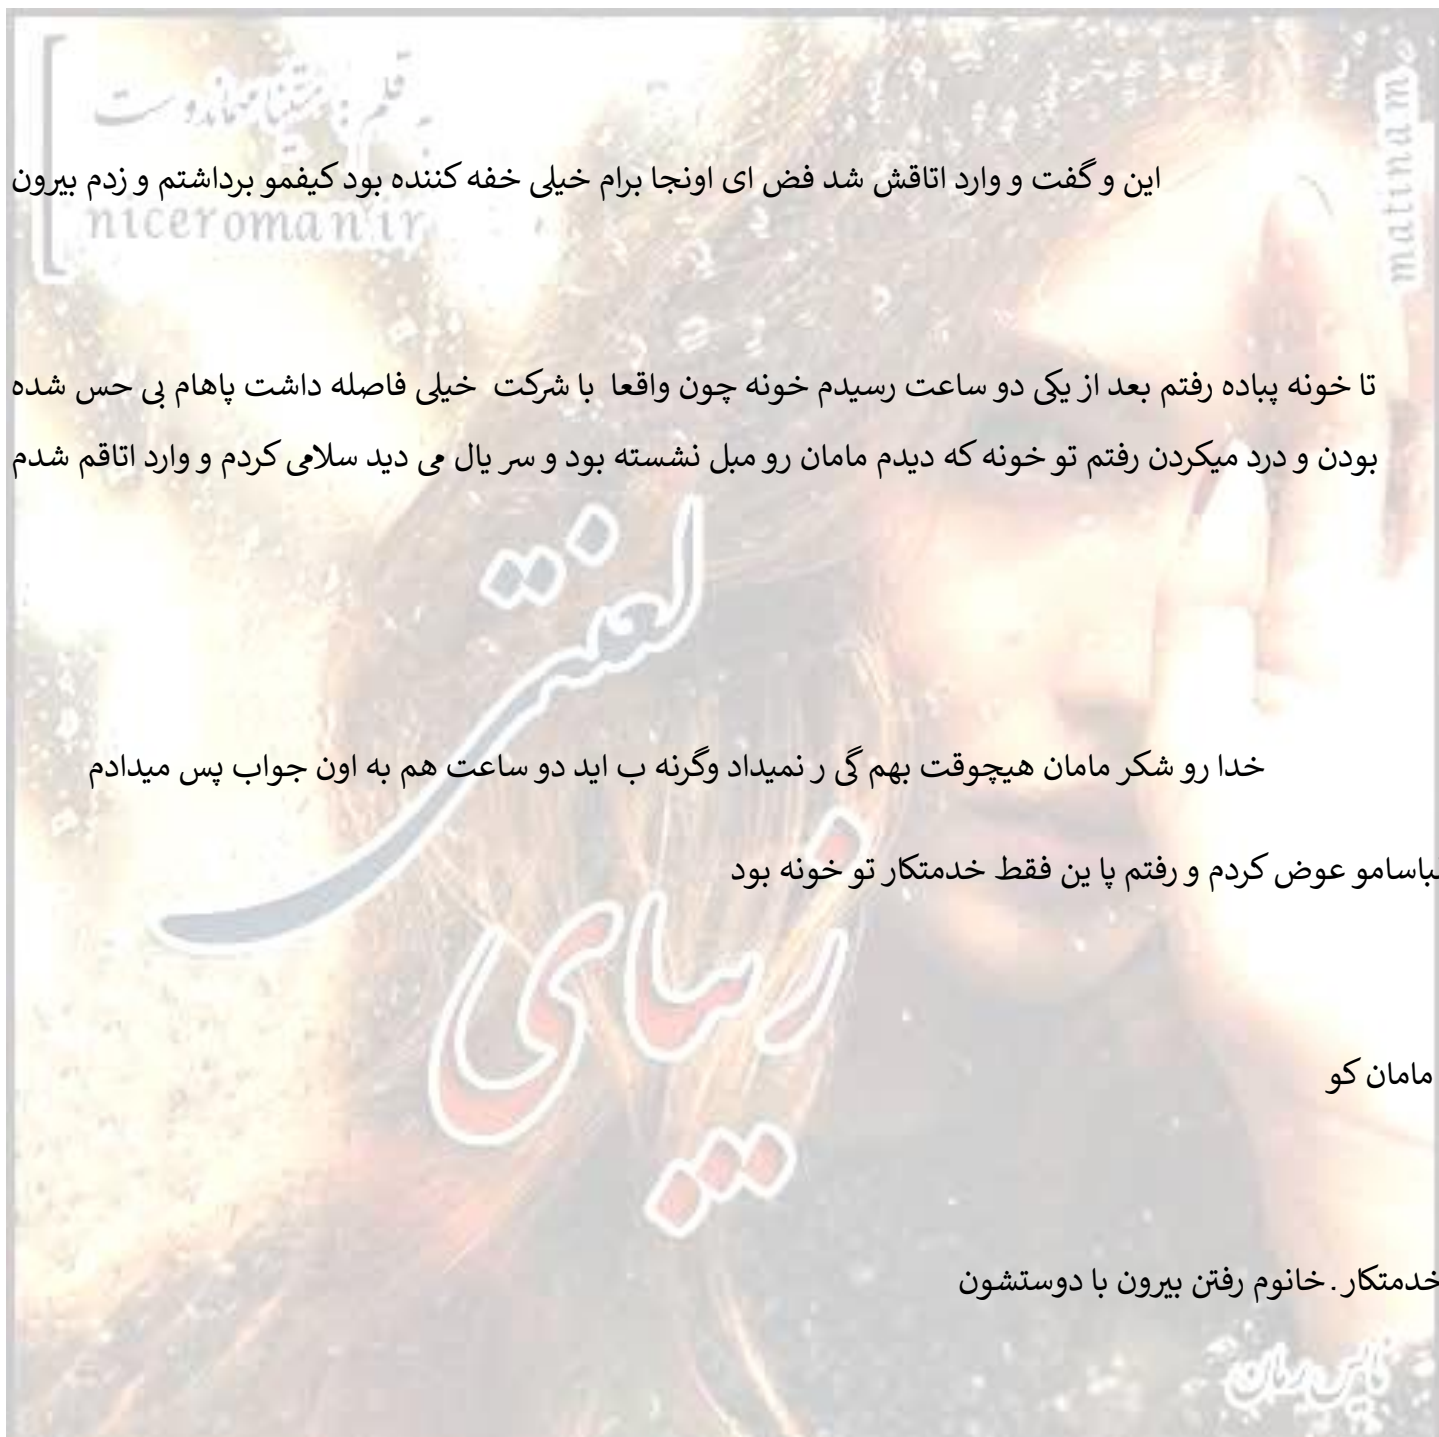 به قلم : متینا مهماندوست
niceroman.ir
matinam
این و گفت و وارد اتاقش شد فض ای اونجا برام خیلی خفه کننده بود کیفمو برداشتم و زدم بیرون
تا خونه پباده رفتم بعد از یکی دو ساعت رسیدم خونه چون واقعا با شرکت خیلی فاصله داشت پاهام بی حس شده
بودن و درد میکردن رفتم تو خونه که دیدم مامان رو مبل نشسته بود و سر یال می دید سلامی کردم و وارد اتاقم شدم
لعنتی
خدا رو شکر مامان هیچوقت بهم گی ر نمیداد وگرنه ب اید دو ساعت هم به اون جواب پس میدادم
زیبای
لباسامو عوض کردم و رفتم پا ین فقط خدمتکار تو خونه بود
مامان کو
خدمتکار . خانوم رفتن بیرون با دوستشون